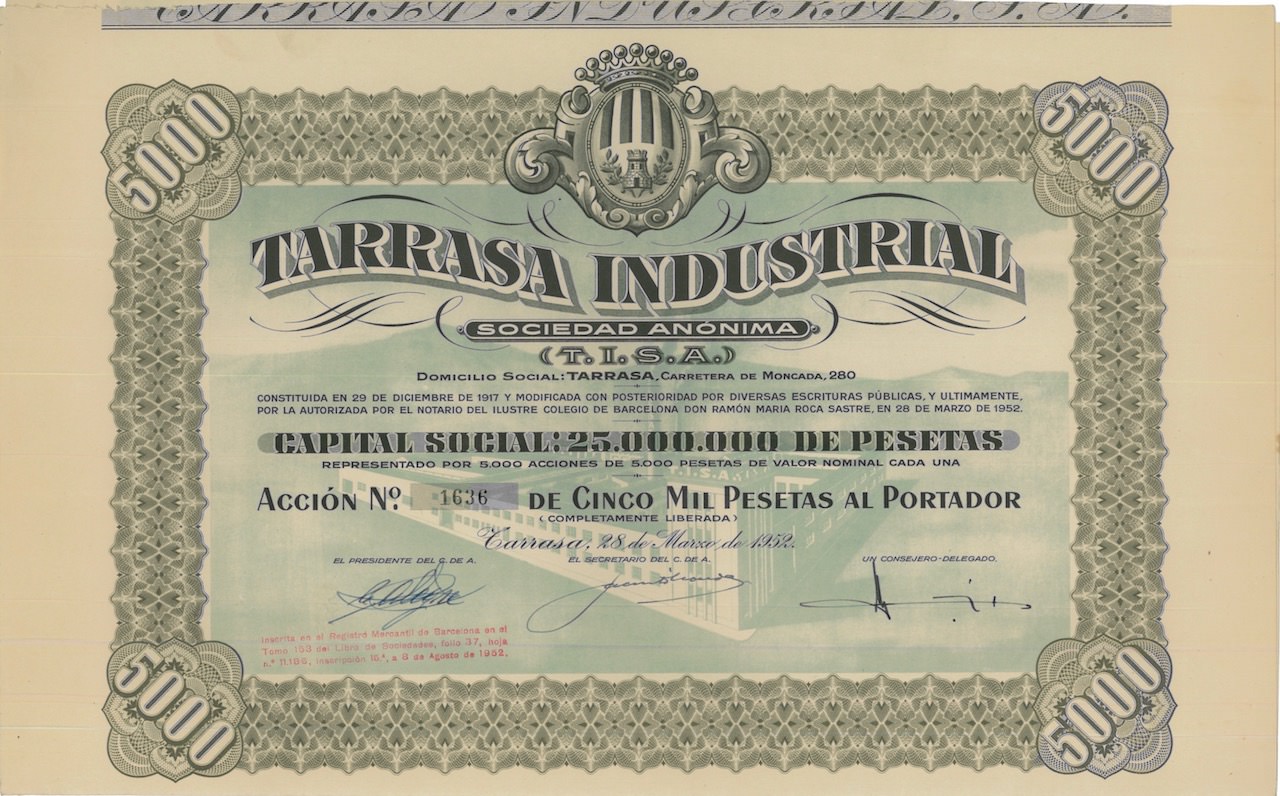 TARRASA INDUSTRIAL, S. A.
5000
5000
TARRASA INDUSTRIAL
SOCIEDAD ANÓNIMA
(T.I.S.A.)
DOMICILIO SOCIAL: TARRASA, CARRETERA DE MONCADA, 280
CONSTITUIDA EN 29 DE DICIEMBRE DE 1917 Y MODIFICADA CON POSTERIORIDAD POR DIVERSAS ESCRITURAS PÚBLICAS, Y ULTIMAMENTE,
POR LA AUTORIZADA POR EL NOTARIO DEL ILUSTRE COLEGIO DE BARCELONA DON RAMÓN MARIA ROCA SASTRE, EN 28 DE MARZO DE 1952.
CAPITAL SOCIAL: 25.000.000 DE PESETAS
REPRESENTADO POR 5.000 ACCIONES DE 5.000 PESETAS DE VALOR NOMINAL CADA UNA
T.I.S.A.
ACCIÓN Nº 1636 DE CINCO MIL PESETAS AL PORTADOR
(COMPLETAMENTE LIBERADA)
Tarrasa, 28 de Marzo de 1952.
EL PRESIDENTE DEL C. DE A. EL SECRETARIO DEL C. DE A. UN CONSEJERO-DELEGADO,
Inscrita en el Registro Mercantil de Barcelona en el
Tomo 153 del Libro de Sociedades, folio 37, hoja
n.º 11.196, inscripción 16.ª, a 8 de Agosto de 1952.
5000
5000